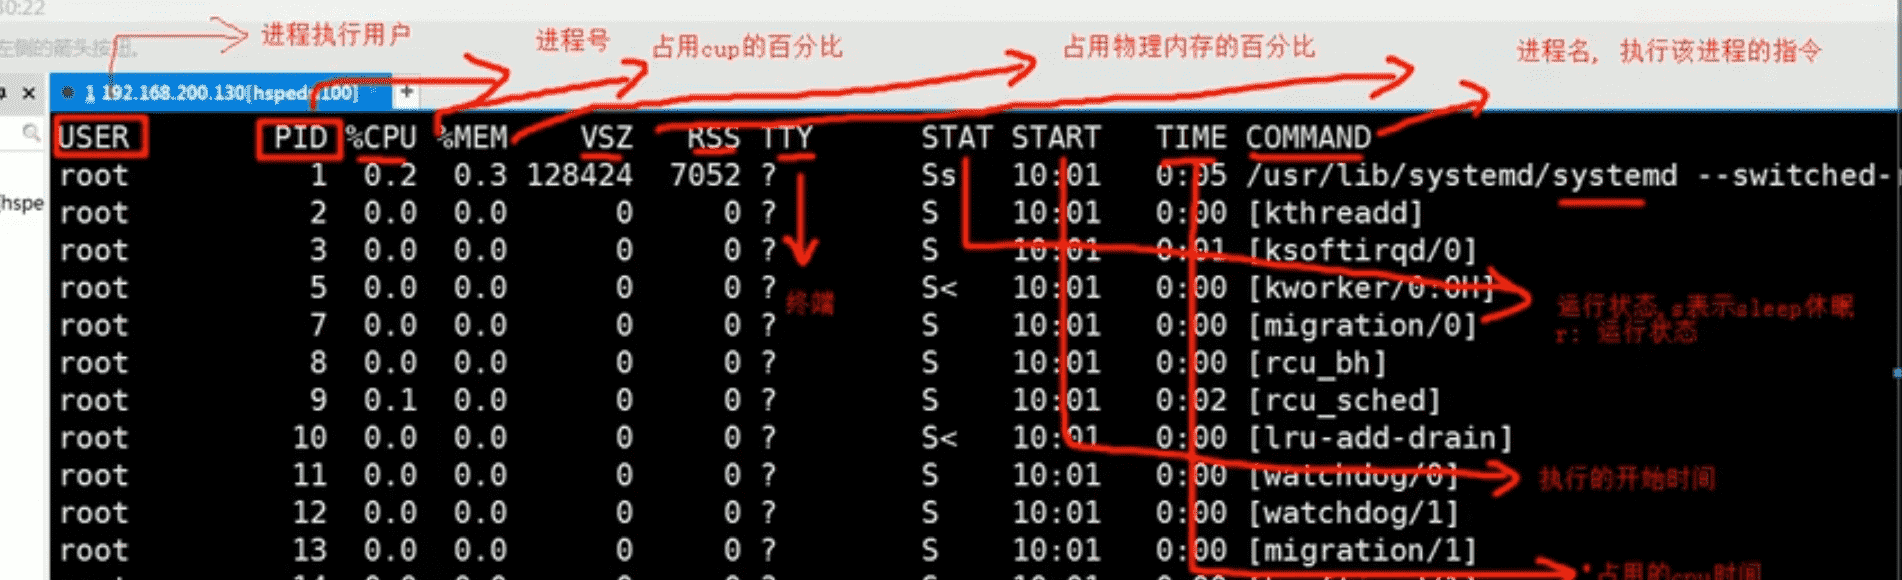 30:22
进程执行用户
进程号
占用cup的百分比
占用物理内存的百分比
进程名, 执行该进程的指令
左侧的箭头按钮。
1 192.168.200.130[hsped 100]
USER PID %CPU %MEM VSZ RSS TTY STAT START TIME COMMAND
root 1 0.2 0.3 128424 7052 ? Ss 10:01 0:05 /usr/lib/systemd/systemd --switched-r
root 2 0.0 0.0 0 0 ? S 10:01 0:00 [kthreadd]
[hspe
root 3 0.0 0.0 0 0 ? S 10:01 0:01 [ksoftirqd/0]
root 5 0.0 0.0 0 0 ? S< 10:01 0:00 [kworker/0:0H]
终端
运行状态,s表示sleep休眠
r: 运行状态
root 7 0.0 0.0 0 0 ? S 10:01 0:00 [migration/0]
root 8 0.0 0.0 0 0 ? S 10:01 0:00 [rcu_bh]
root 9 0.1 0.0 0 0 ? S 10:01 0:02 [rcu_sched]
root 10 0.0 0.0 0 0 ? S< 10:01 0:00 [lru-add-drain]
root 11 0.0 0.0 0 0 ? S 10:01 0:00 [watchdog/0]
执行的开始时间
root 12 0.0 0.0 0 0 ? S 10:01 0:00 [watchdog/1]
root 13 0.0 0.0 0 0 ? S 10:01 0:00 [migration/1]
占用的cpu时间